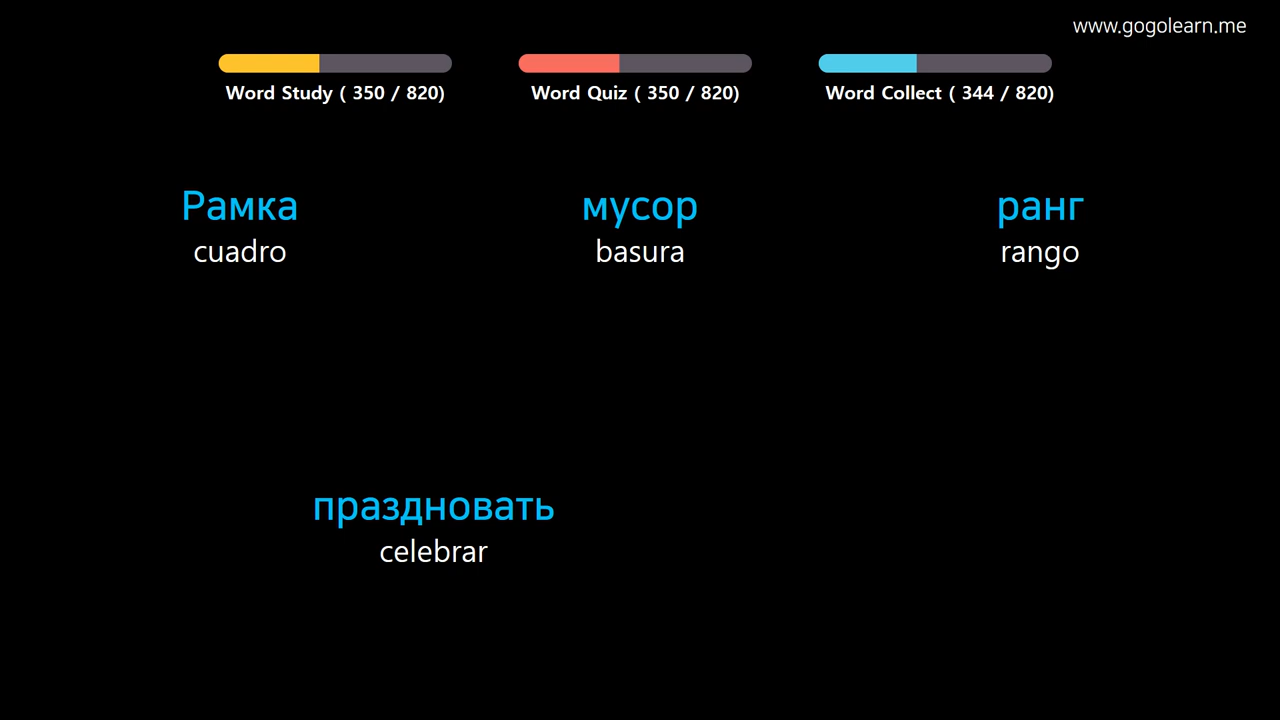 www.gogolearn.me
Word Study ( 350 / 820)
Word Quiz ( 350 / 820)
Word Collect ( 344 / 820)
Рамка
cuadro
мусор
basura
ранг
rango
праздновать
celebrar